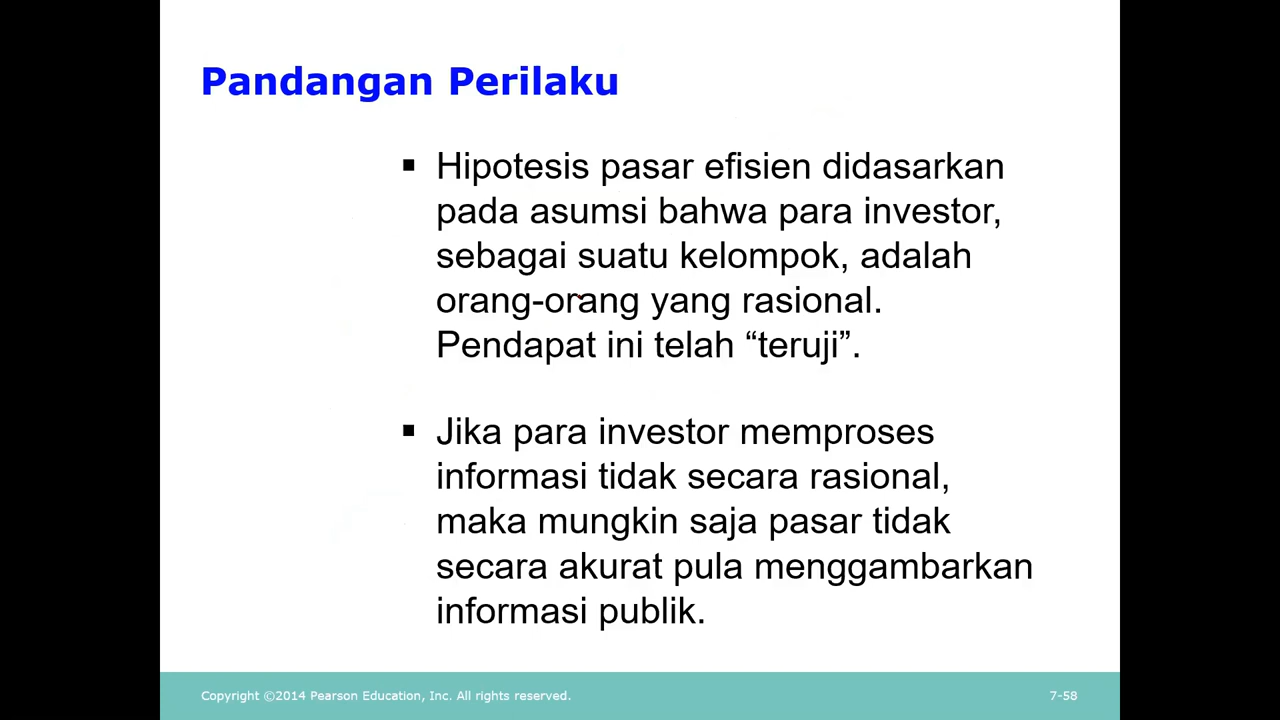 Pandangan Perilaku
▪ Hipotesis pasar efisien didasarkan
pada asumsi bahwa para investor,
sebagai suatu kelompok, adalah
orang-orang yang rasional.
Pendapat ini telah “teruji”.
▪ Jika para investor memproses
informasi tidak secara rasional,
maka mungkin saja pasar tidak
secara akurat pula menggambarkan
informasi publik.
Copyright ©2014 Pearson Education, Inc. All rights reserved.
7-58